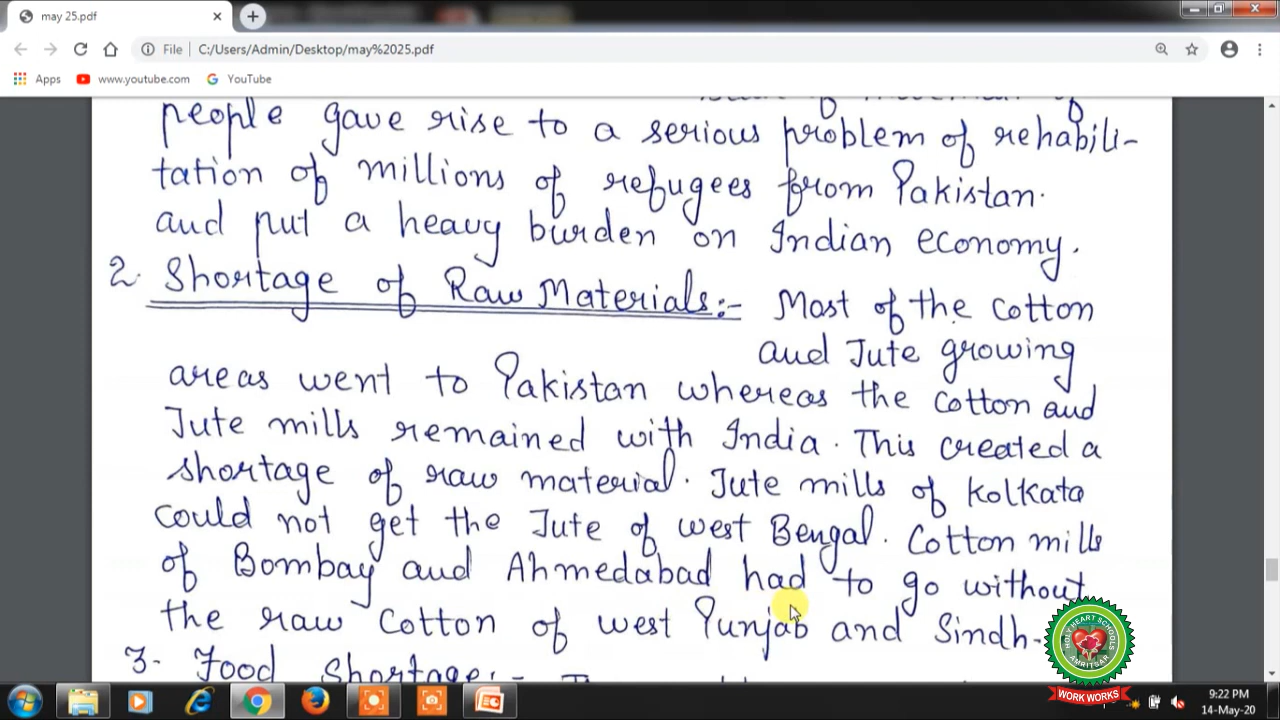 may 25.pdf
File C:/Users/Admin/Desktop/may%2025.pdf
Apps www.youtube.com YouTube
people gave rise to a serious problem of rehabili-
tation of millions of refugees from Pakistan.
and put a heavy burden on Indian economy.
2. Shortage of Raw Materials:- Most of the cotton
and Jute growing
areas went to Pakistan whereas the cotton and
Jute mills remained with India. This created a
shortage of raw material. Jute mills of Kolkata
could not get the Jute of west Bengal. Cotton mills
of Bombay and Ahmedabad had to go without
the raw cotton of west Punjab and Sindh.
3. Food Shortage:-
HOLY HEART SCHOOLS
AMRITSAR
WORK WORKS
9:22 PM
14-May-20